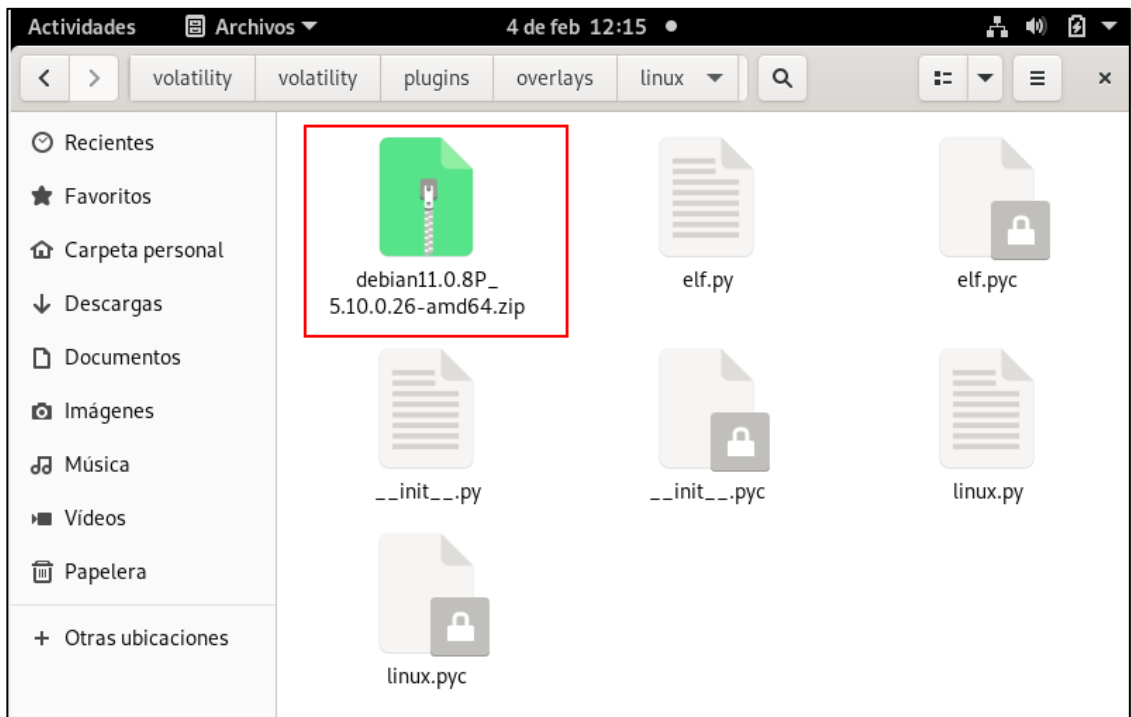 Actividades Archivos 4 de feb 12:15
volatility volatility plugins overlays linux
Recientes
Favoritos
Carpeta personal
Descargas
Documentos
Imágenes
Música
Vídeos
Papelera
+ Otras ubicaciones
debian11.0.8P_
5.10.0.26-amd64.zip
elf.py
elf.pyc
__init__.py
__init__.pyc
linux.py
linux.pyc